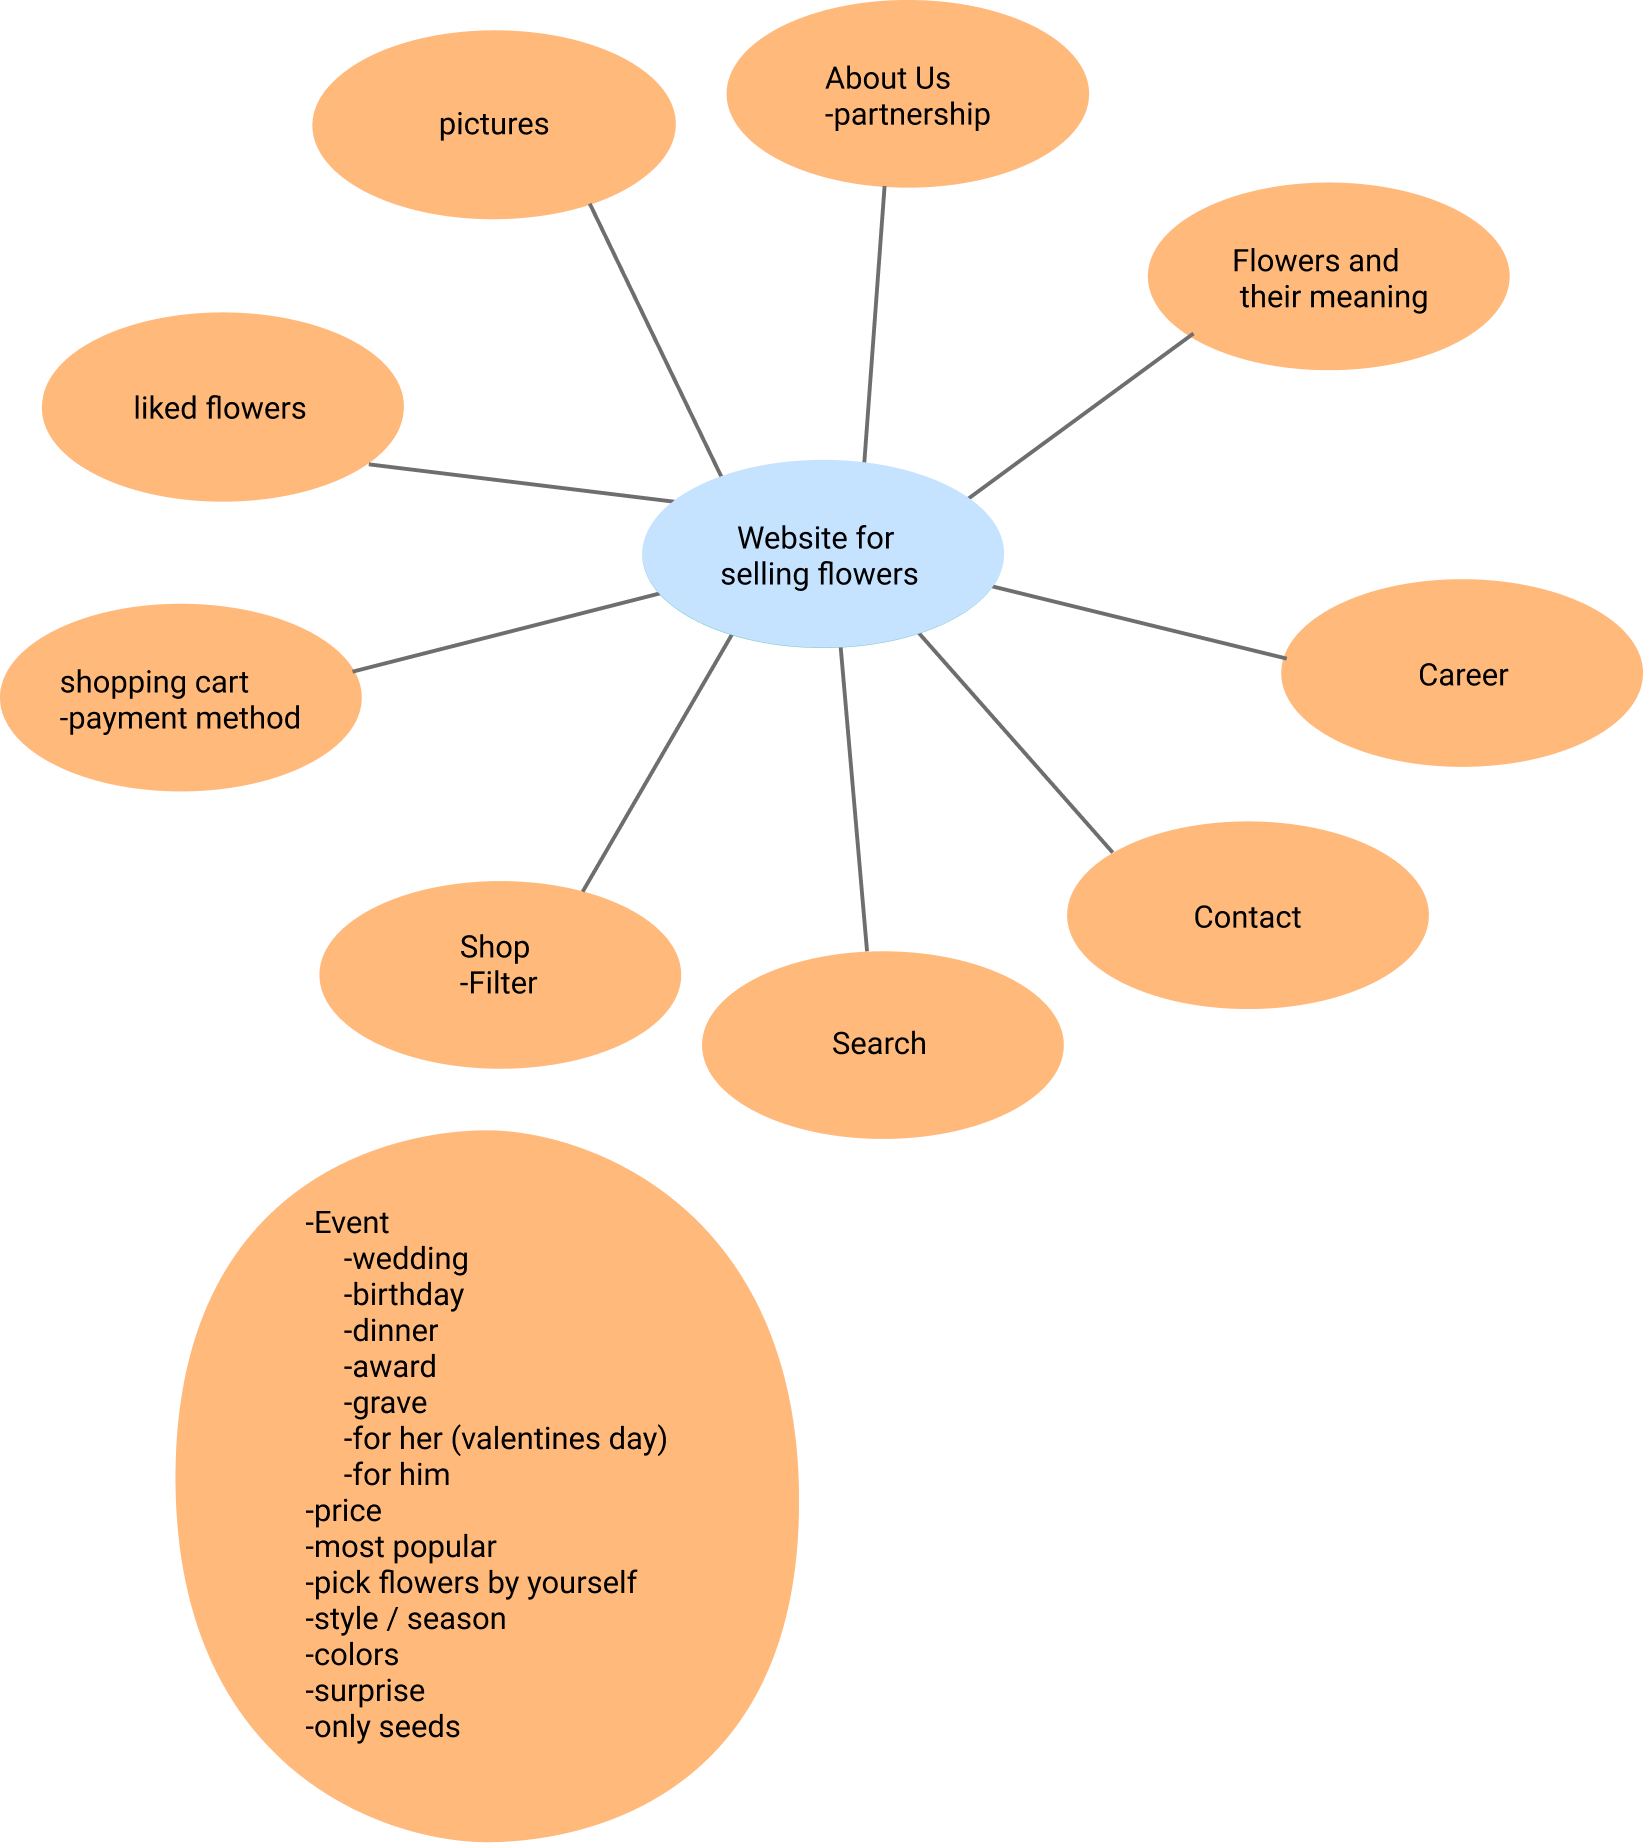 About Us
-partnership
pictures
Flowers and
their meaning
liked flowers
Website for
selling flowers
shopping cart
-payment method
Career
Contact
Shop
-Filter
Search
-Event
-wedding
-birthday
-dinner
-award
-grave
-for her (valentines day)
-for him
-price
-most popular
-pick flowers by yourself
-style / season
-colors
-surprise
-only seeds